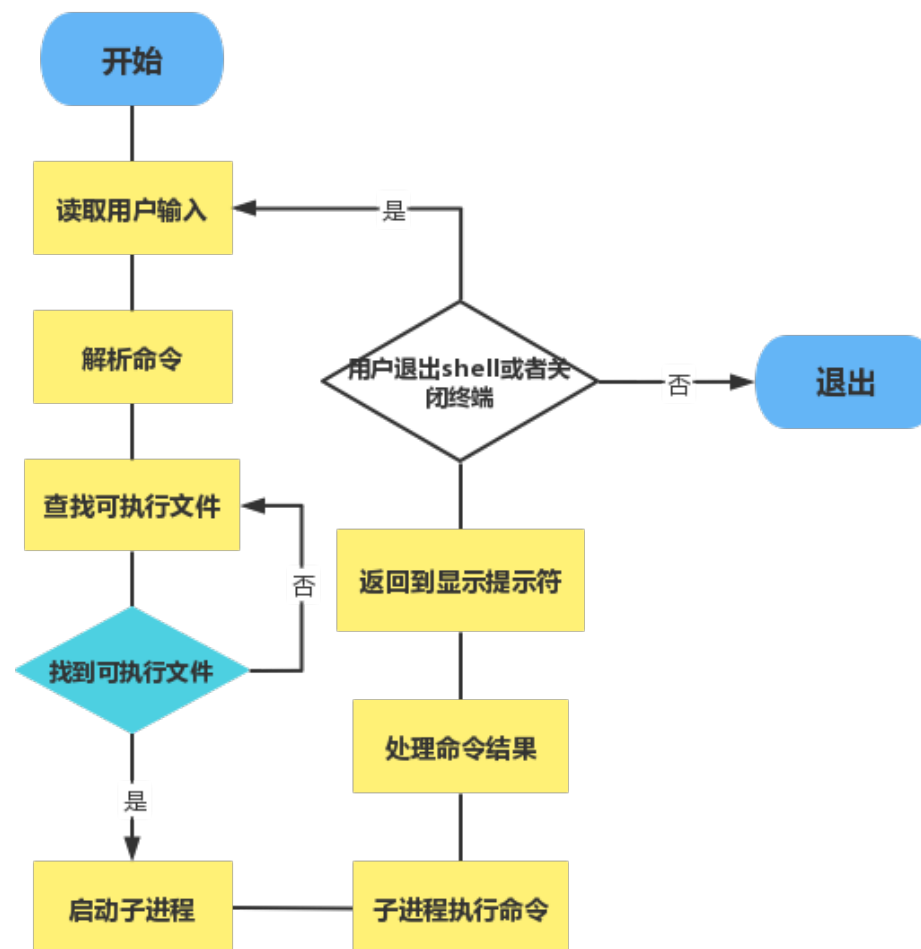 开始
读取用户输入
是
解析命令
用户退出shell或者关
闭终端
否
退出
查找可执行文件
否
返回到显示提示符
找到可执行文件
处理命令结果
是
启动子进程
子进程执行命令